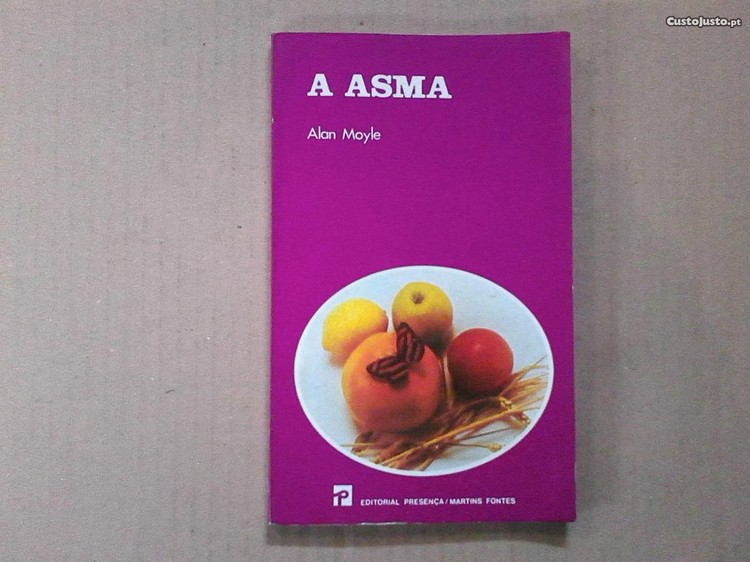 CustoJusto.pt
A ASMA
Alan Moyle
EDITORIAL PRESENÇA / MARTINS FONTES